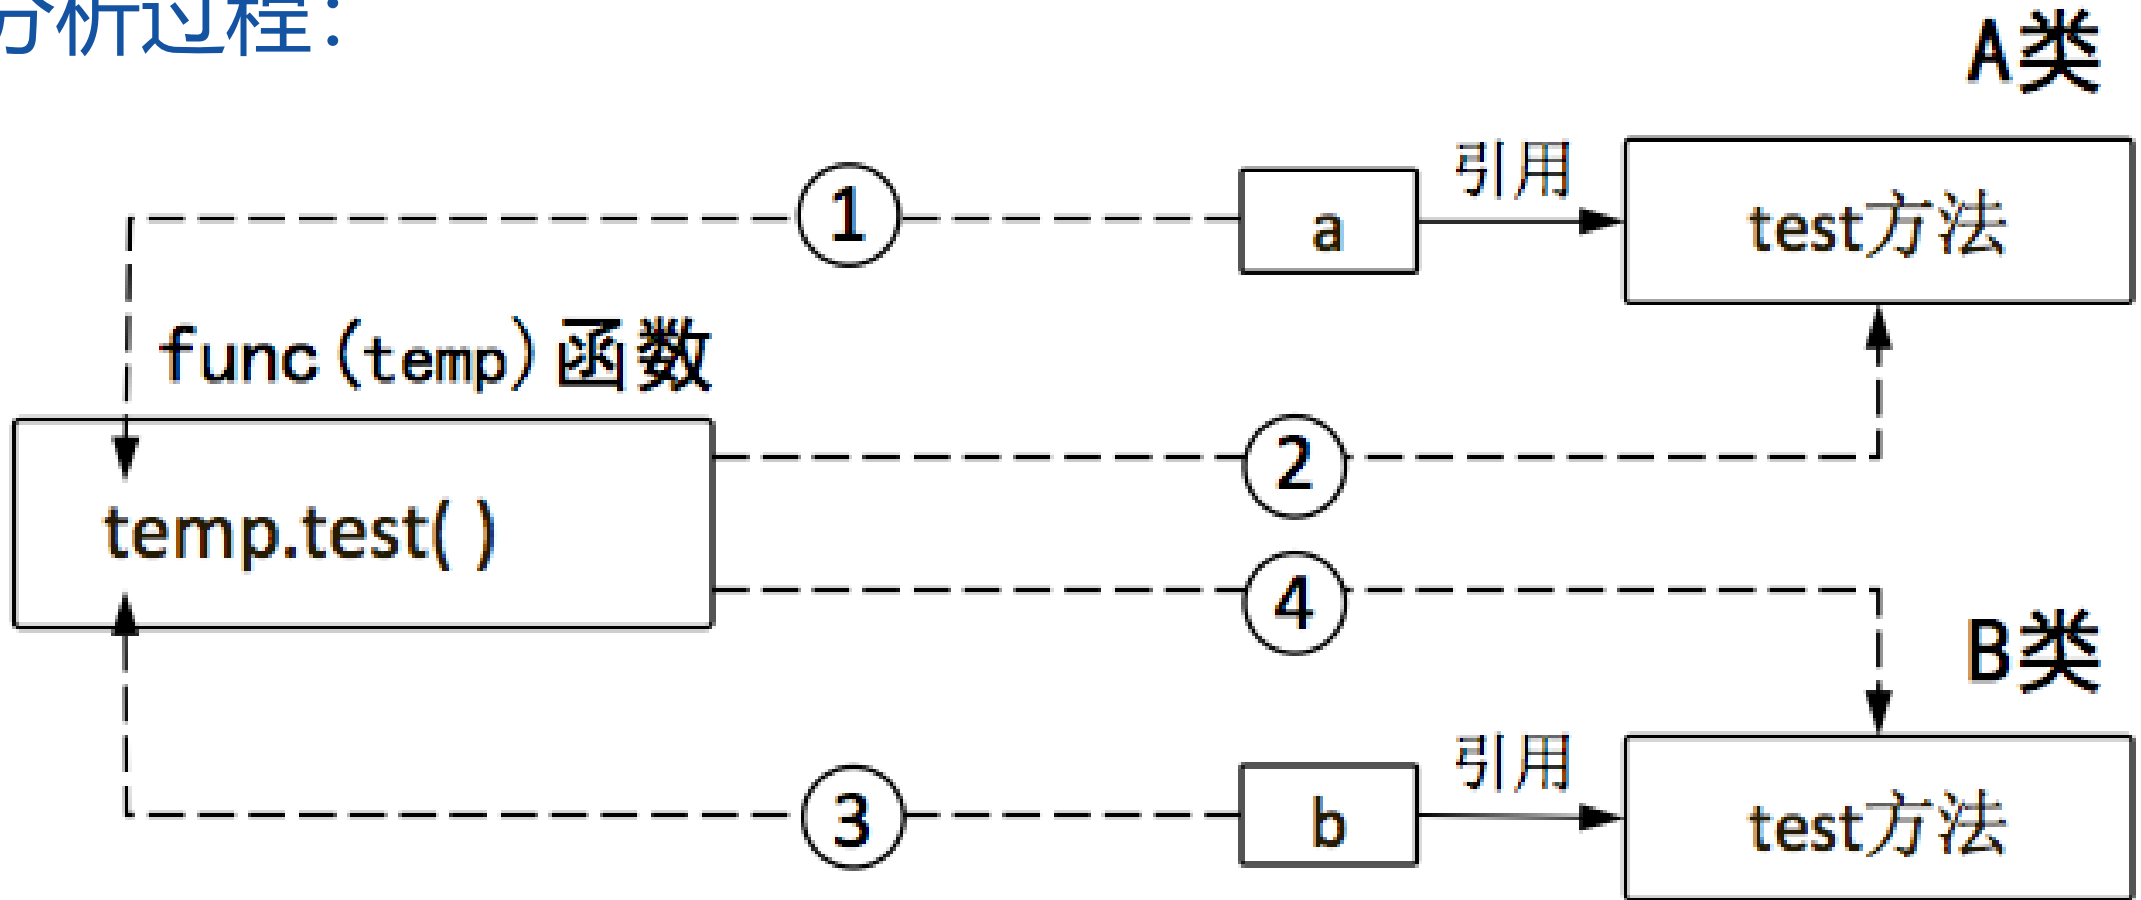 分析过程：
A类
① a 引用 test方法
func(temp)函数
②
temp.test( )
④
B类
③ b 引用 test方法